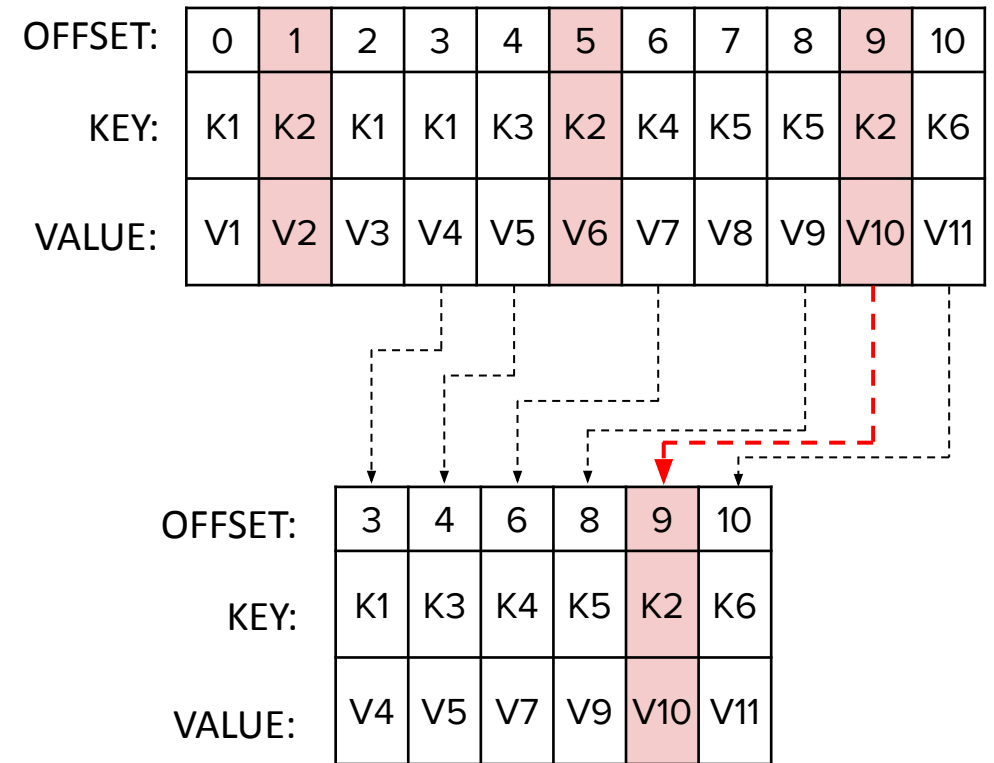 OFFSET: 0 1 2 3 4 5 6 7 8 9 10
KEY: K1 K2 K1 K1 K3 K2 K4 K5 K5 K2 K6
VALUE: V1 V2 V3 V4 V5 V6 V7 V8 V9 V10 V11
OFFSET: 3 4 6 8 9 10
KEY: K1 K3 K4 K5 K2 K6
VALUE: V4 V5 V7 V9 V10 V11